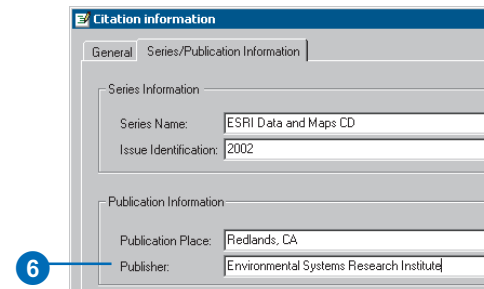 Citation information
General Series/Publication Information
Series Information
Series Name: ESRI Data and Maps CD
Issue Identification: 2002
Publication Information
Publication Place: Redlands, CA
6 Publisher: Environmental Systems Research Institute